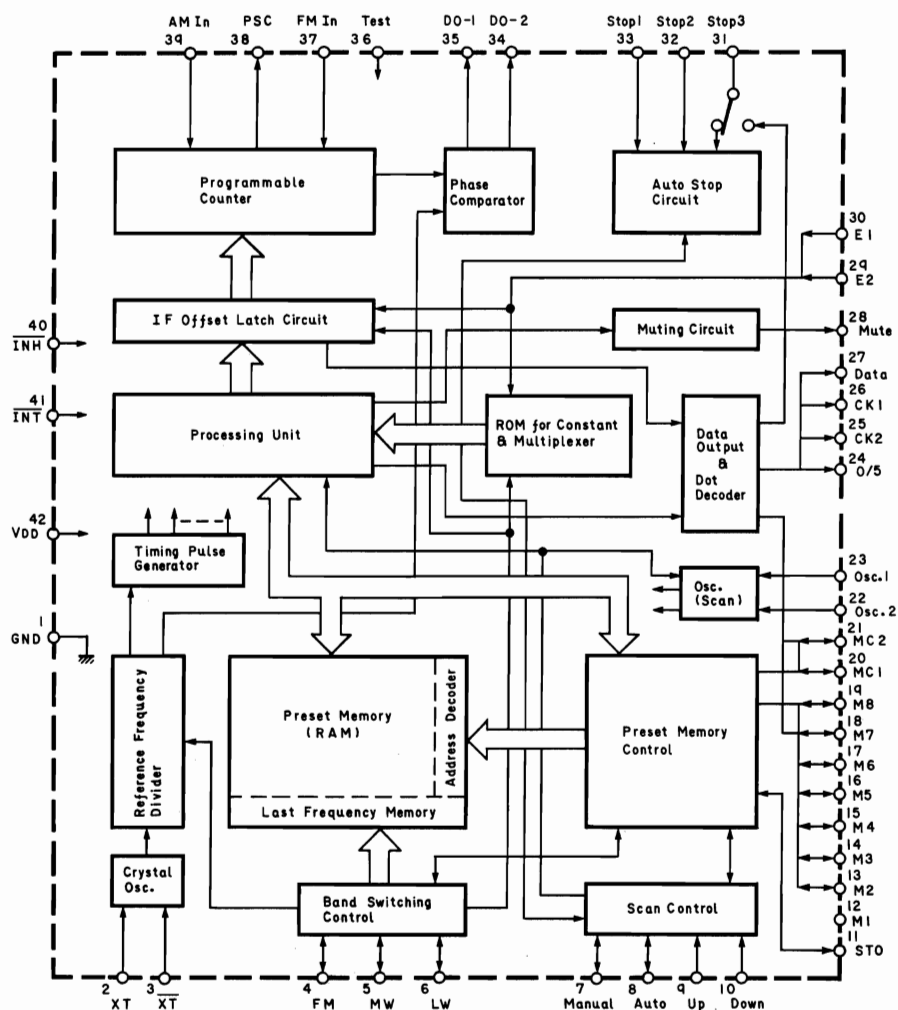 AM In PSC FM In Test DO-1 DO-2 Stop1 Stop2 Stop3
39 38 37 36 35 34 33 32 31
Programmable
Counter
Phase
Comparator
Auto Stop
Circuit
30
E1
29
E2
IF Offset Latch Circuit
Muting Circuit
40
INH
28
Mute
27
Data
26
CK1
25
CK2
24
O/5
41
INT
Processing Unit
ROM for Constant
& Multiplexer
Data
Output
&
Dot
Decoder
42
VDD
Timing Pulse
Generator
Osc.
(Scan)
23
Osc.1
22
Osc.2
1
GND
21
MC2
20
MC1
19
M8
18
M7
17
M6
16
M5
15
M4
14
M3
13
M2
12
M1
11
STO
Reference Frequency
Divider
Preset Memory
(RAM)
Address Decoder
Last Frequency Memory
Preset Memory
Control
Crystal
Osc.
Band Switching
Control
Scan Control
2 3 4 5 6 7 8 9 10
XT XT FM MW LW Manual Auto Up Down